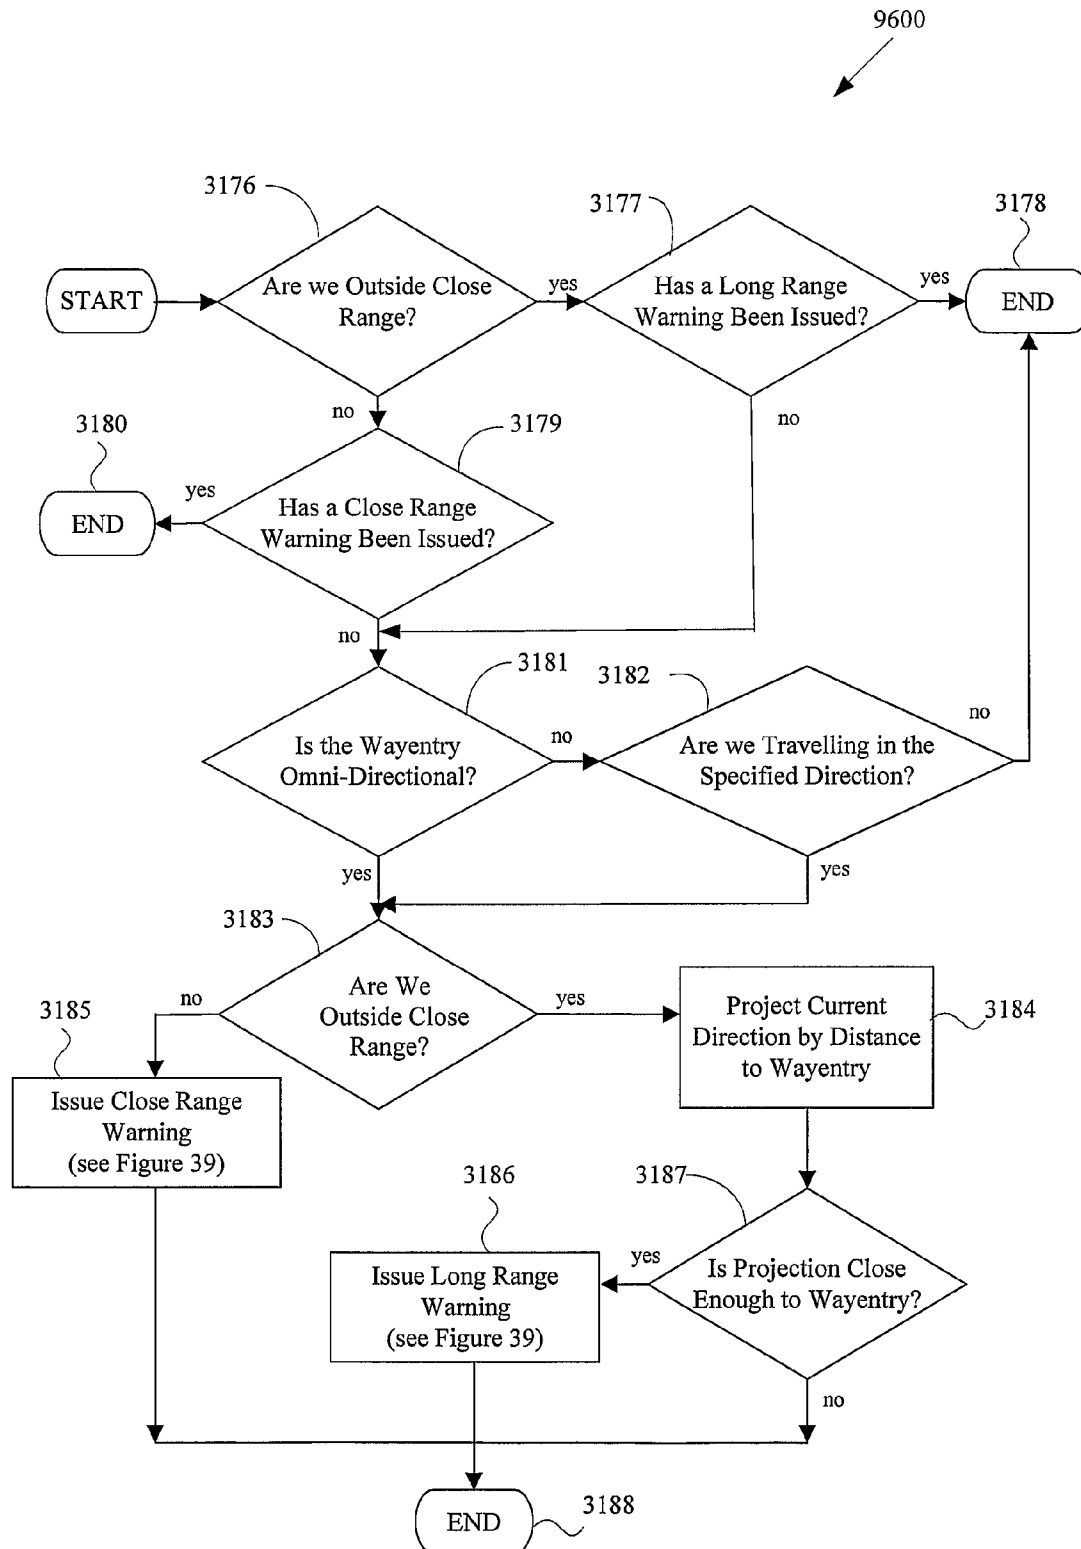 9600
3176
3177
3178
START
Are we Outside Close
Range?
yes
Has a Long Range
Warning Been Issued?
yes
END
no
no
3180
3179
END
yes
Has a Close Range
Warning Been Issued?
no
3181
3182
Is the Wayentry
Omni-Directional?
no
Are we Travelling in the
Specified Direction?
no
yes
yes
3183
Are We
Outside Close
Range?
no
yes
3185
Issue Close Range
Warning
(see Figure 39)
Project Current
Direction by Distance
to Wayentry
3184
3186
3187
Issue Long Range
Warning
(see Figure 39)
yes
Is Projection Close
Enough to Wayentry?
no
END
3188